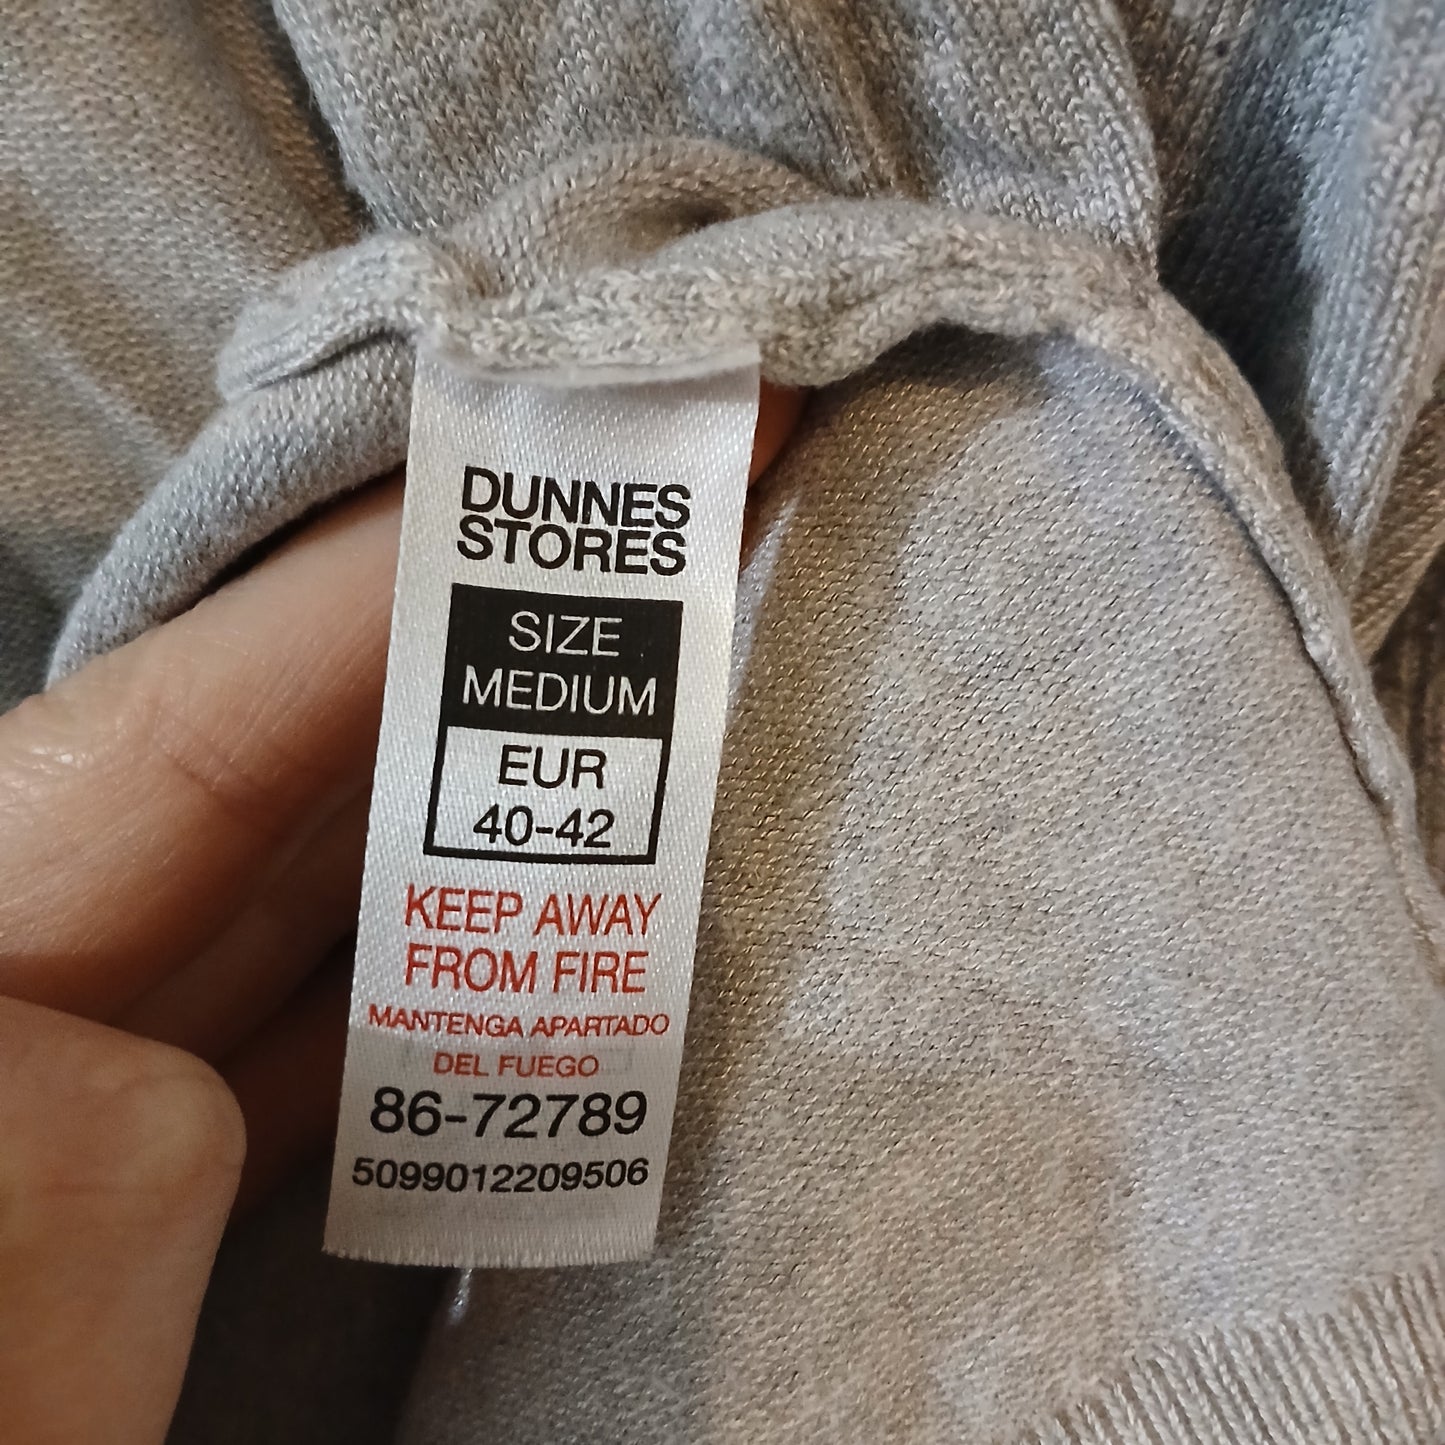 DUNNES
STORES
SIZE
MEDIUM
EUR
40-42
KEEP AWAY
FROM FIRE
MANTENGA APARTADO
DEL FUEGO
86-72789
5099012209506